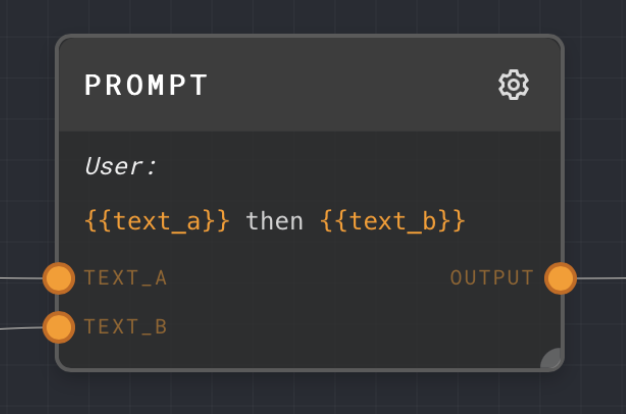 PROMPT
User:
{{text_a}} then {{text_b}}
TEXT_A OUTPUT
TEXT_B